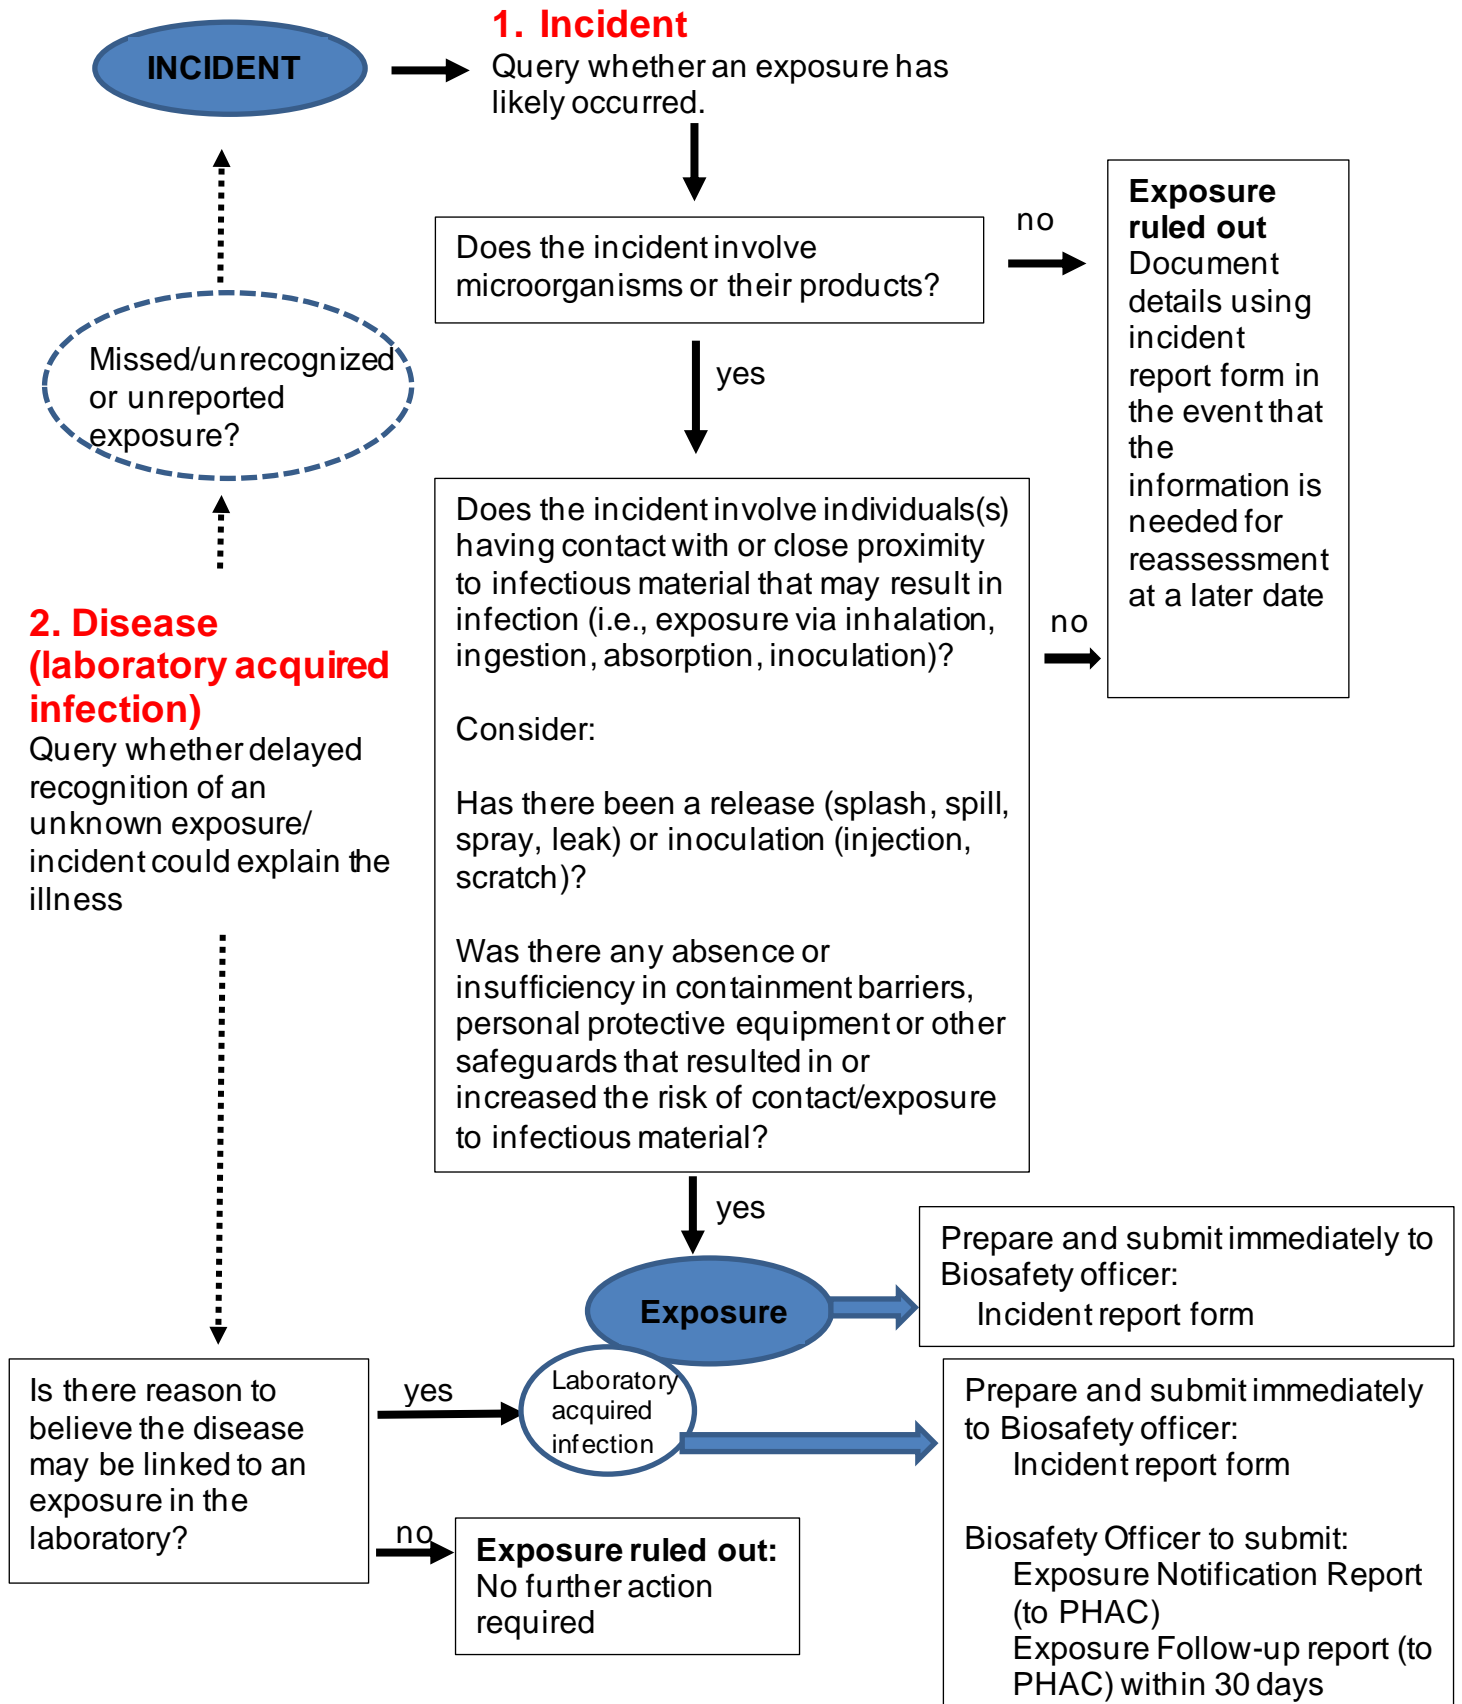 INCIDENT
1. Incident
Query whether an exposure has
likely occurred.
Does the incident involve
microorganisms or their products?
no
Exposure
ruled out
Document
details using
incident
report form in
the event that
the
information is
needed for
reassessment
at a later date
yes
Missed/unrecognized
or unreported
exposure?
Does the incident involve individuals(s)
having contact with or close proximity
to infectious material that may result in
infection (i.e., exposure via inhalation,
ingestion, absorption, inoculation)?
Consider:
Has there been a release (splash, spill,
spray, leak) or inoculation (injection,
scratch)?
Was there any absence or
insufficiency in containment barriers,
personal protective equipment or other
safeguards that resulted in or
increased the risk of contact/exposure
to infectious material?
no
2. Disease
(laboratory acquired
infection)
Query whether delayed
recognition of an
unknown exposure/
incident could explain the
illness
yes
Exposure
Prepare and submit immediately to
Biosafety officer:
Incident report form
Is there reason to
believe the disease
may be linked to an
exposure in the
laboratory?
yes
Laboratory
acquired
infection
Prepare and submit immediately
to Biosafety officer:
Incident report form
Biosafety Officer to submit:
Exposure Notification Report
(to PHAC)
Exposure Follow-up report (to
PHAC) within 30 days
no
Exposure ruled out:
No further action
required